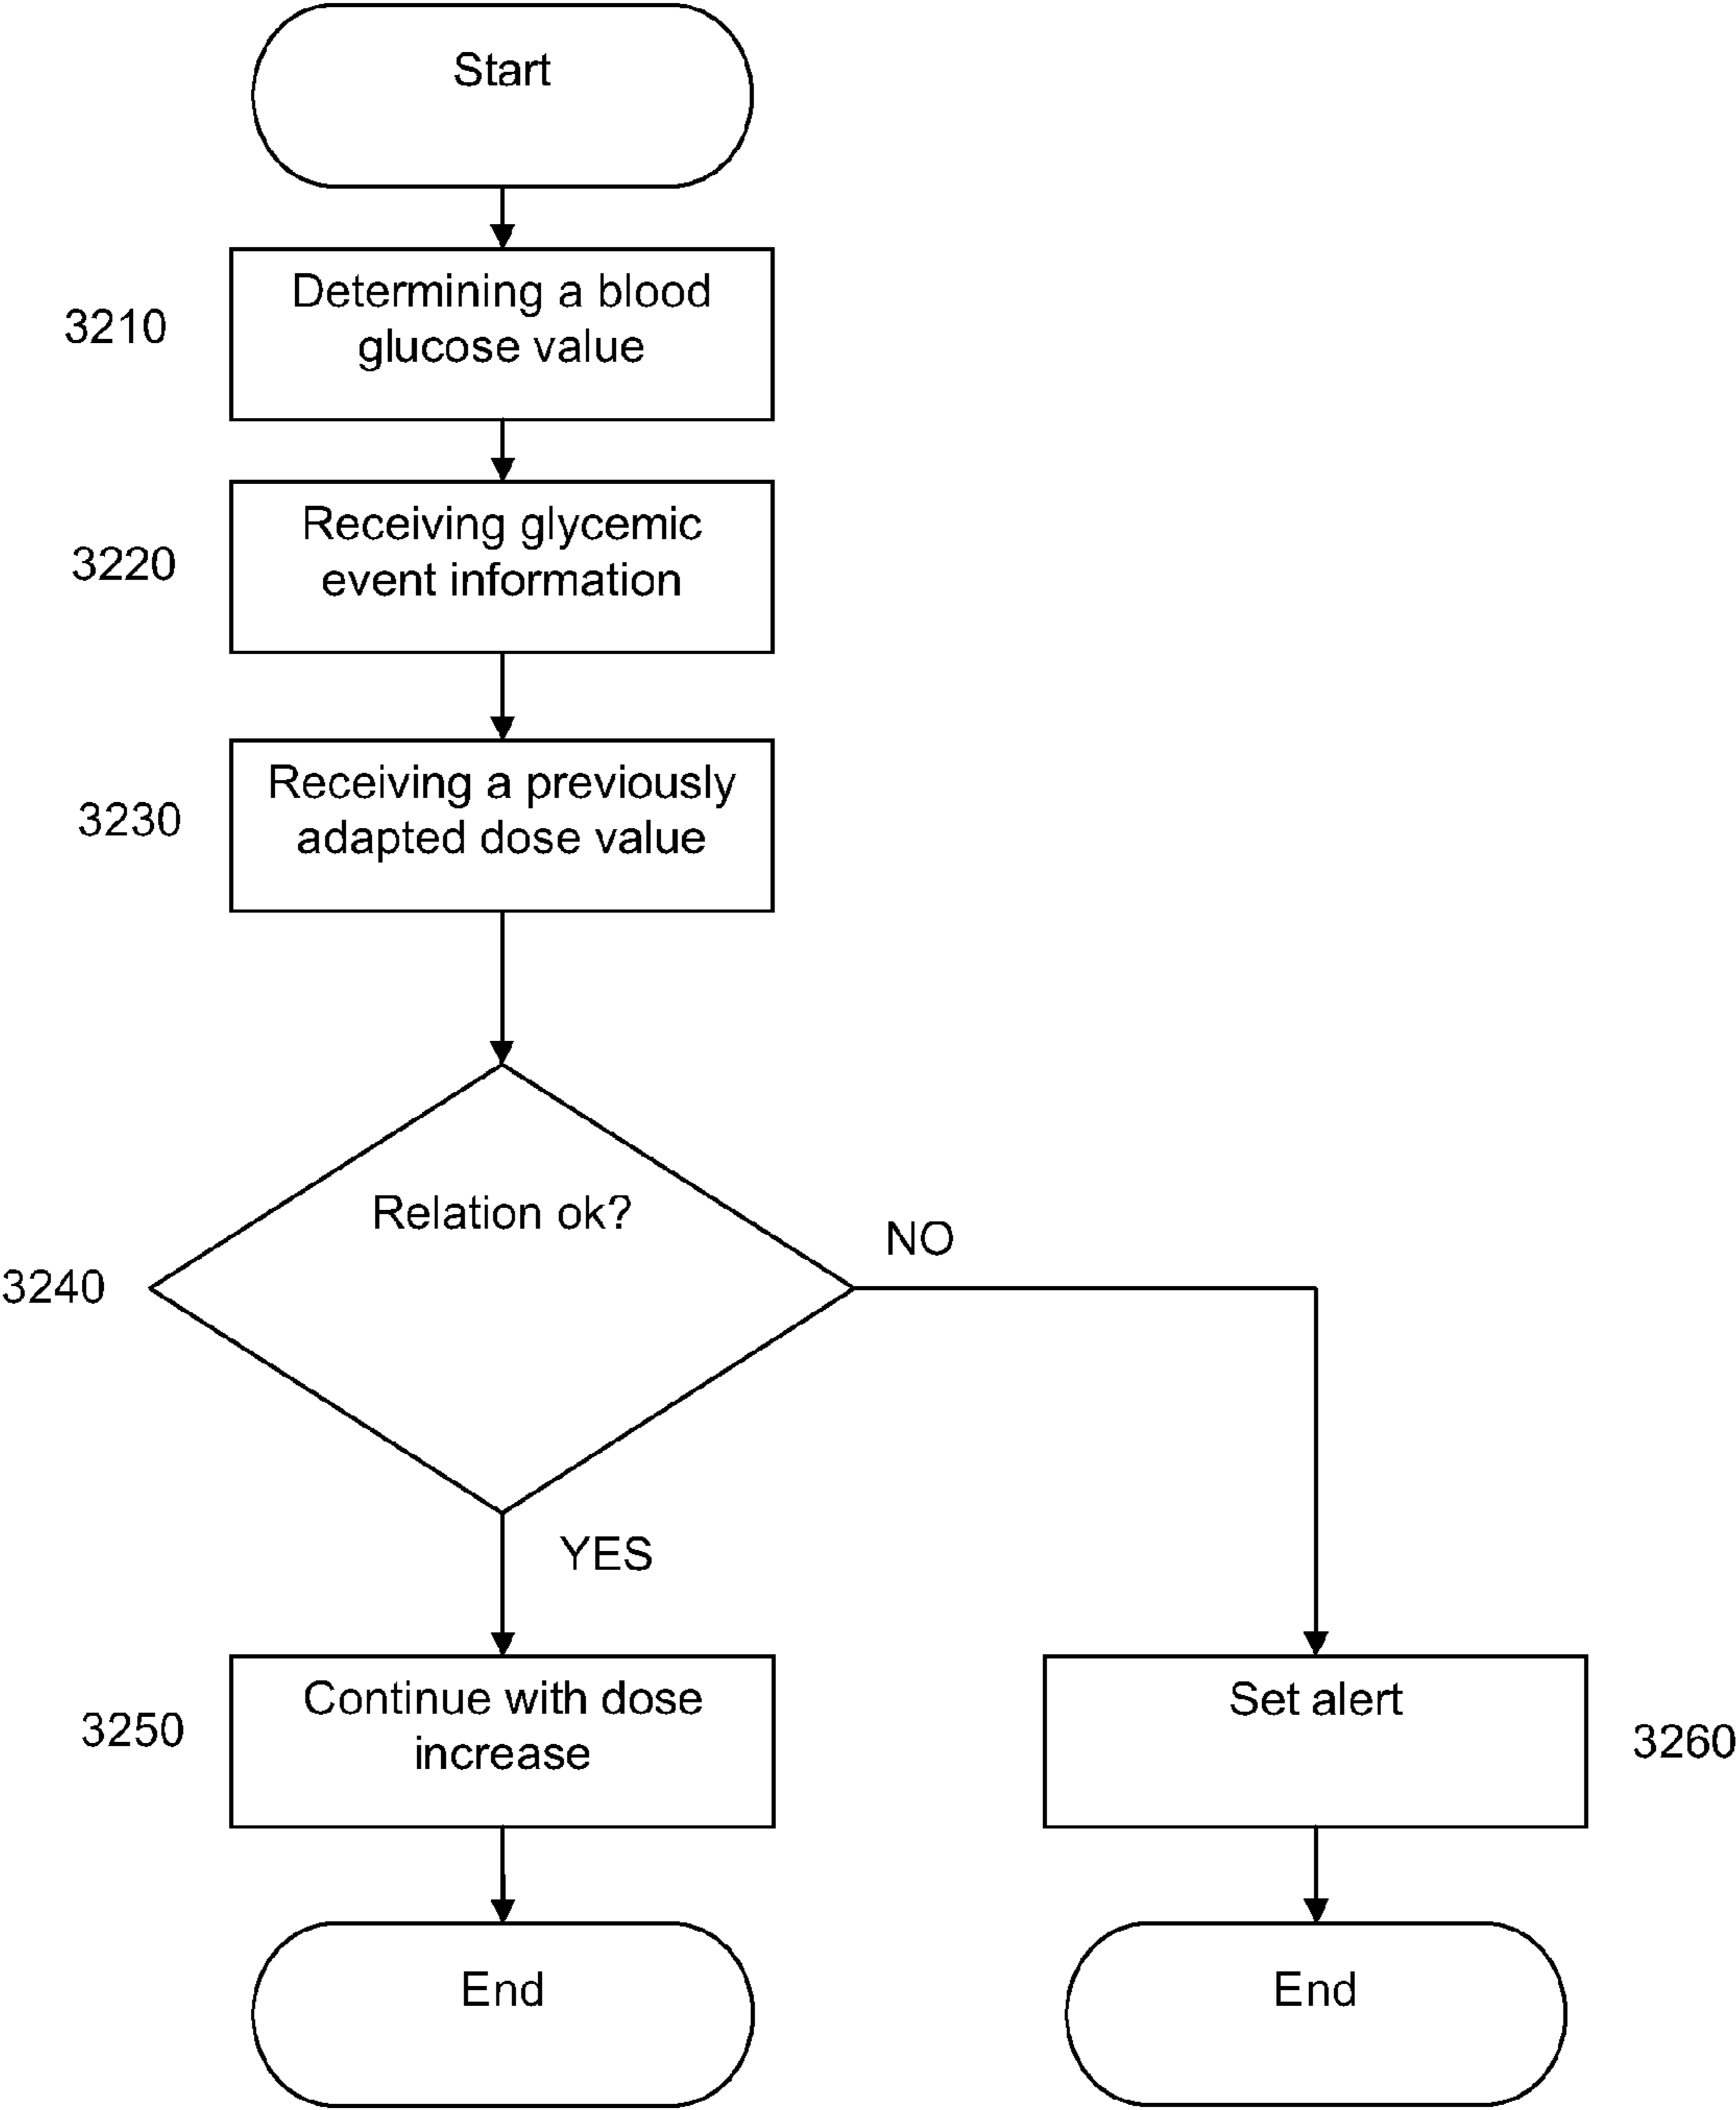 Start
3210
Determining a blood
glucose value
3220
Receiving glycemic
event information
3230
Receiving a previously
adapted dose value
3240
Relation ok?
NO
YES
3250
Continue with dose
increase
Set alert
3260
End
End